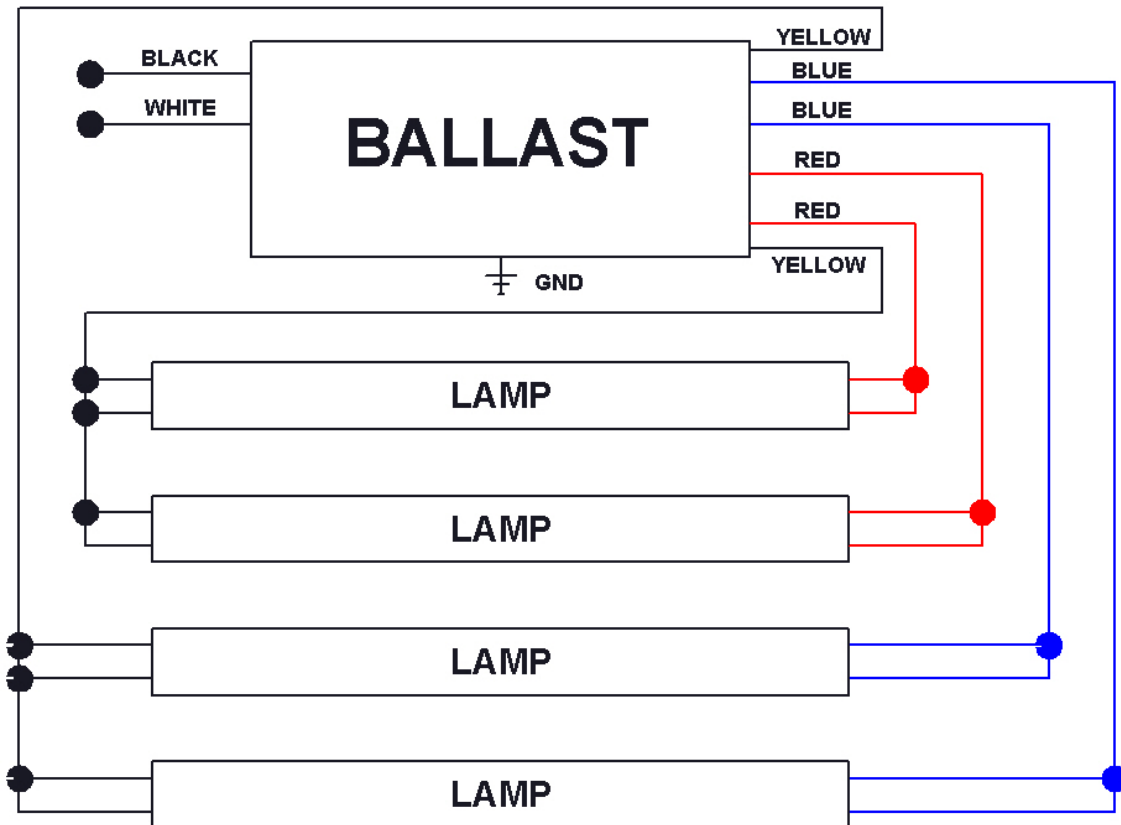 YELLOW
BLACK
BLUE
WHITE
BLUE
BALLAST
RED
RED
YELLOW
GND
LAMP
LAMP
LAMP
LAMP